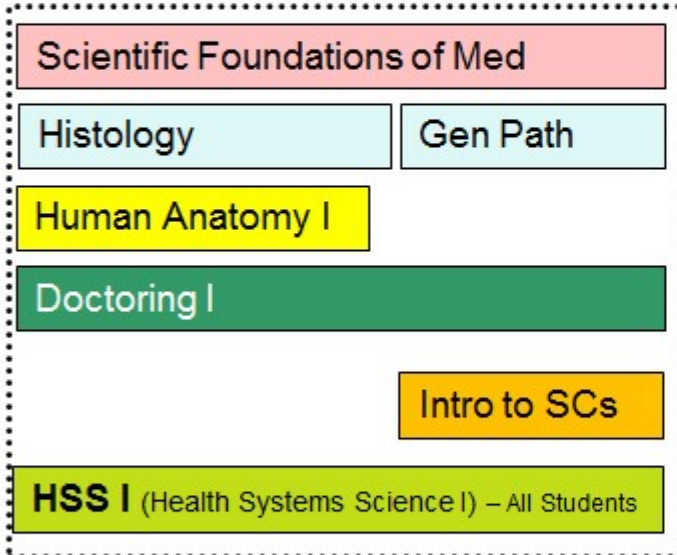 Scientific Foundations of Med
Histology
Gen Path
Human Anatomy I
Doctoring I
Intro to SCs
HSS I (Health Systems Science I) – All Students